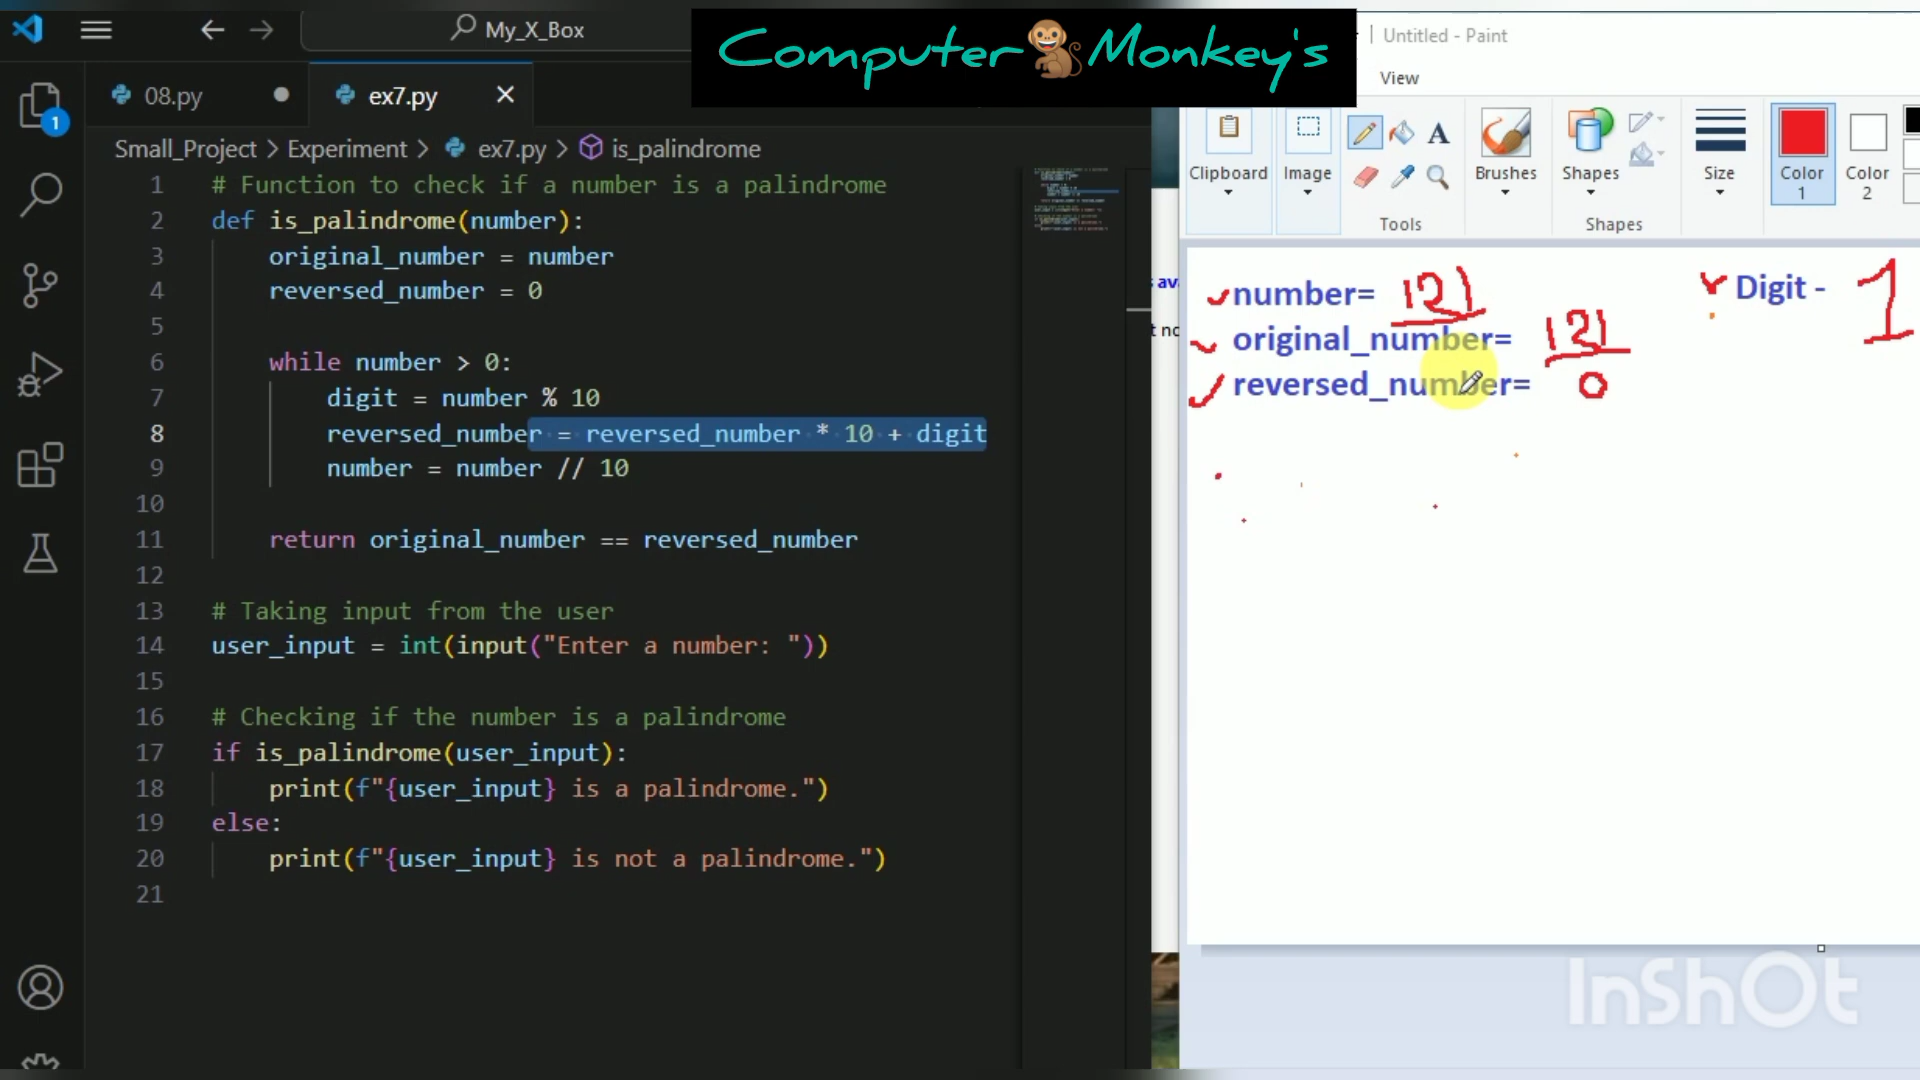 My_X_Box
Computer Monkey's
Untitled - Paint
View
08.py
ex7.py
1
Small_Project > Experiment > ex7.py > is_palindrome
1 # Function to check if a number is a palindrome
2 def is_palindrome(number):
3 original_number = number
4 reversed_number = 0
5
6 while number > 0:
7 digit = number % 10
8 reversed_number = reversed_number * 10 + digit
9 number = number // 10
10
11 return original_number == reversed_number
12
13 # Taking input from the user
14 user_input = int(input("Enter a number: "))
15
16 # Checking if the number is a palindrome
17 if is_palindrome(user_input):
18 print(f"{user_input} is a palindrome.")
19 else:
20 print(f"{user_input} is not a palindrome.")
21
Clipboard Image Brushes Shapes Size Color 1 Color 2
Tools Shapes
number= 121
original_number= 121
reversed_number= 0
Digit - 1
InShOt